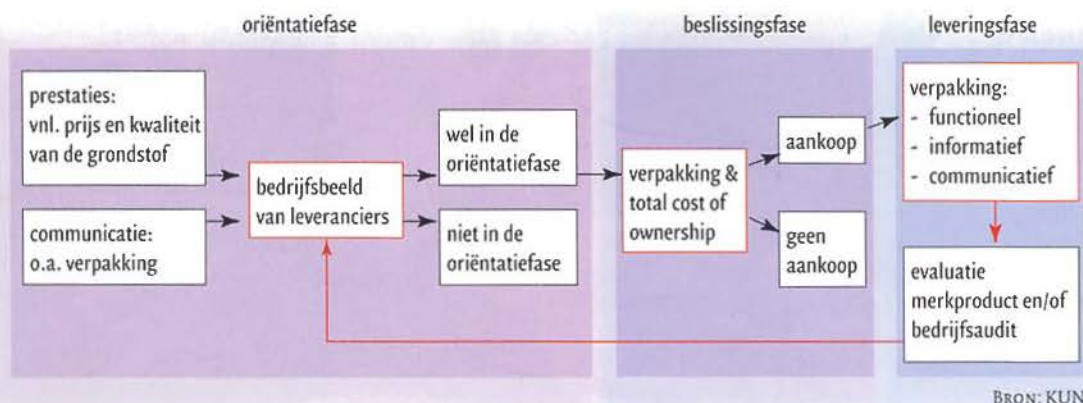 oriëntatiefase
beslissingsfase
leveringsfase
prestaties:
vnl. prijs en kwaliteit
van de grondstof
communicatie:
o.a. verpakking
bedrijfsbeeld
van leveranciers
wel in de
oriëntatiefase
niet in de
oriëntatiefase
verpakking &
total cost of
ownership
aankoop
geen
aankoop
verpakking:
- functioneel
- informatief
- communicatief
evaluatie
merkproduct en/of
bedrijfsaudit
BRON: KUN